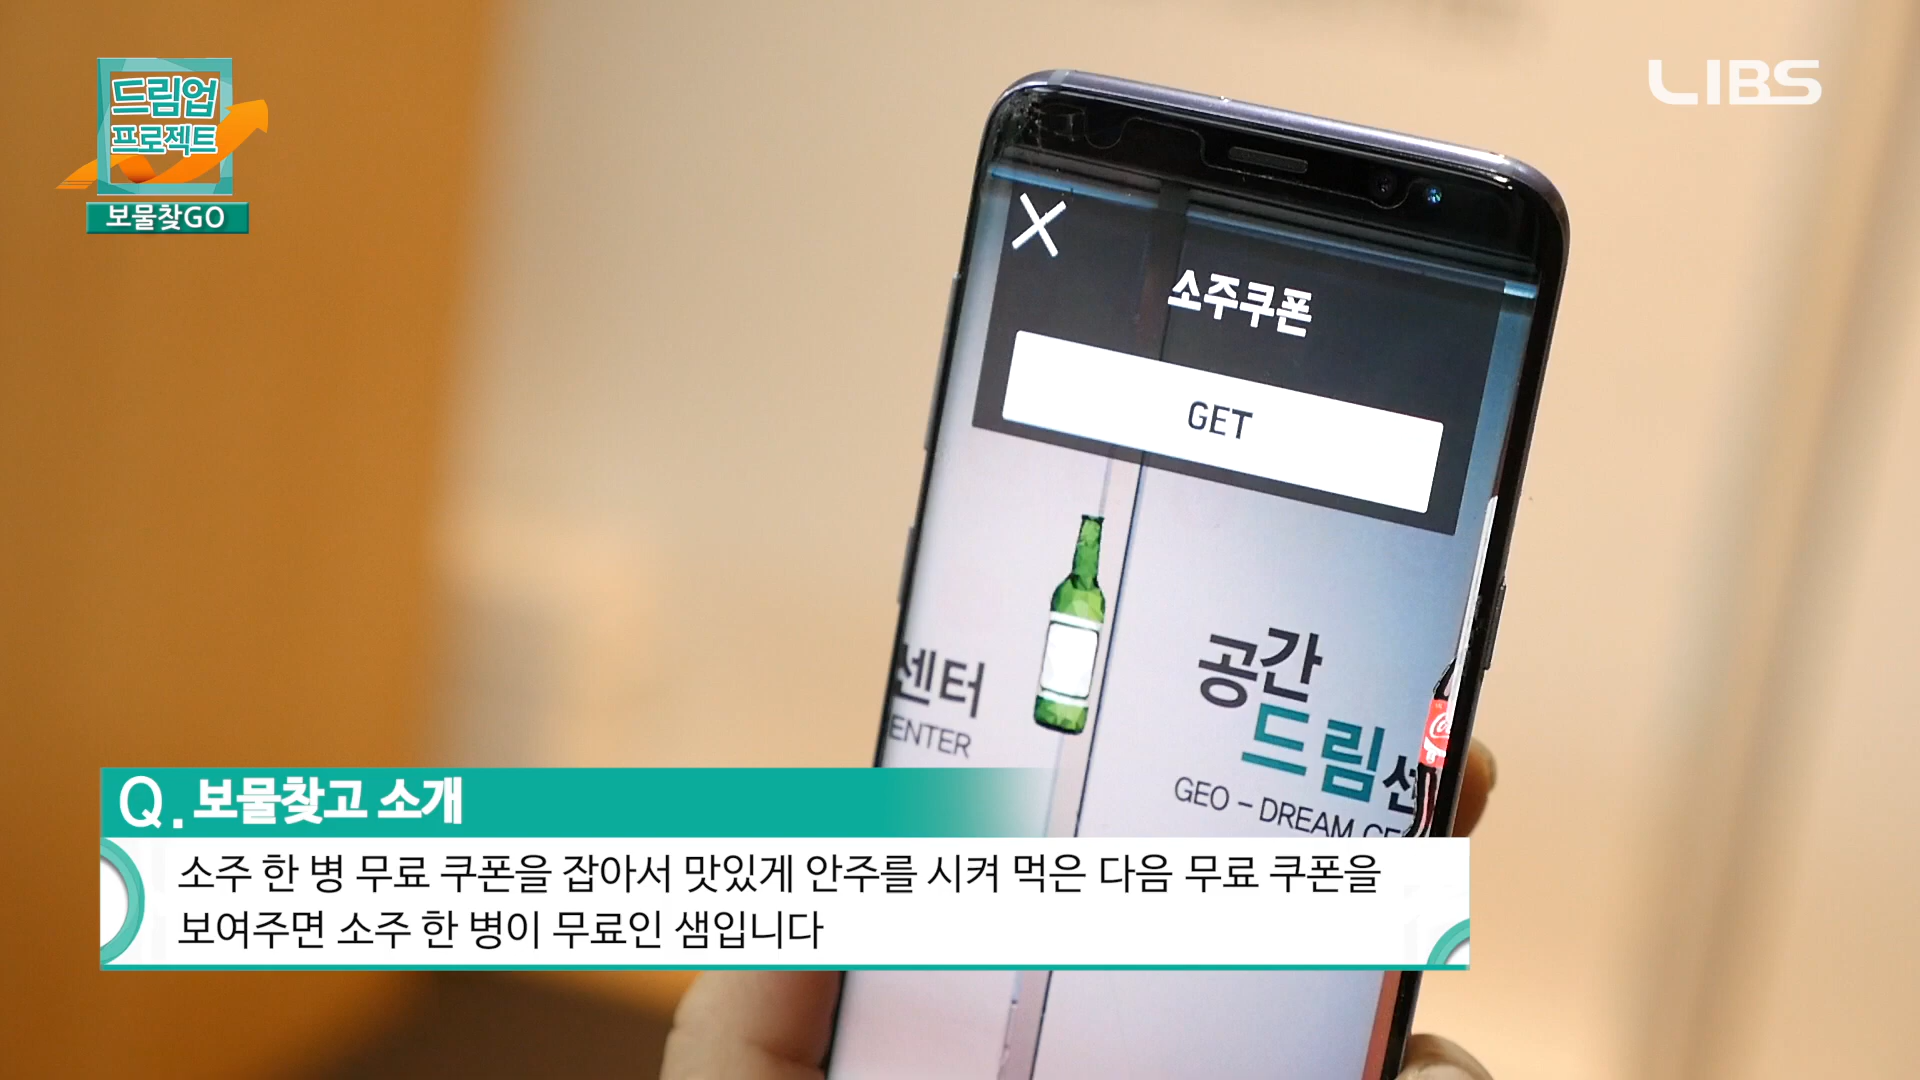 드림업
프로젝트
보물찾GO
LIBS
소주쿠폰
GET
센터
ENTER
공간
드림센
GEO - DREAM CE
Q. 보물찾고 소개
소주 한 병 무료 쿠폰을 잡아서 맛있게 안주를 시켜 먹은 다음 무료 쿠폰을
보여주면 소주 한 병이 무료인 샘입니다